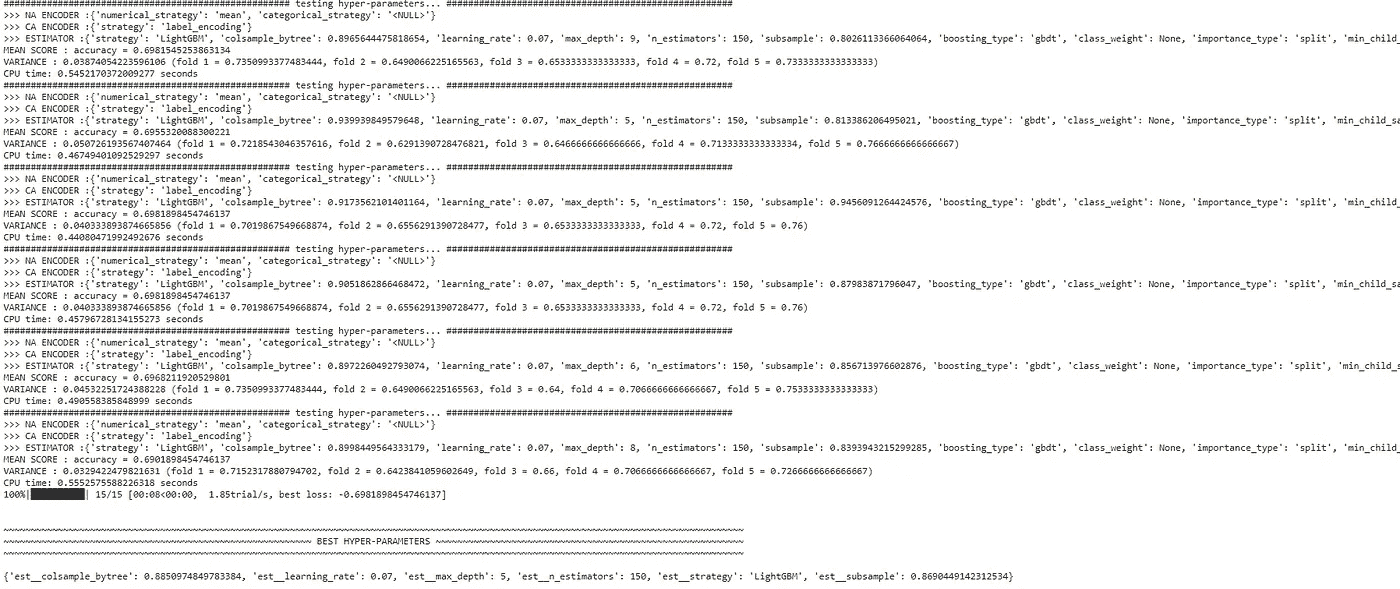 #################################################### testing hyper-parameters... ####################################################
>>> NA ENCODER :{'numerical_strategy': 'mean', 'categorical_strategy': '<NULL>'}
>>> CA ENCODER :{'strategy': 'label_encoding'}
>>> ESTIMATOR :{'strategy': 'LightGBM', 'colsample_bytree': 0.8965644475818654, 'learning_rate': 0.07, 'max_depth': 9, 'n_estimators': 150, 'subsample': 0.8026113366064064, 'boosting_type': 'gbdt', 'class_weight': None, 'importance_type': 'split', 'min_child_
MEAN SCORE : accuracy = 0.6981545253863134
VARIANCE : 0.03874054223596106 (fold 1 = 0.7350993377483444, fold 2 = 0.6490066225165563, fold 3 = 0.6533333333333333, fold 4 = 0.72, fold 5 = 0.7333333333333333)
CPU time: 0.5452170372009277 seconds
#################################################### testing hyper-parameters... ####################################################
>>> NA ENCODER :{'numerical_strategy': 'mean', 'categorical_strategy': '<NULL>'}
>>> CA ENCODER :{'strategy': 'label_encoding'}
>>> ESTIMATOR :{'strategy': 'LightGBM', 'colsample_bytree': 0.939939849579648, 'learning_rate': 0.07, 'max_depth': 5, 'n_estimators': 150, 'subsample': 0.813386206495021, 'boosting_type': 'gbdt', 'class_weight': None, 'importance_type': 'split', 'min_child_sa
MEAN SCORE : accuracy = 0.6955320088300221
VARIANCE : 0.050726193567407464 (fold 1 = 0.7218543046357616, fold 2 = 0.6291390728476821, fold 3 = 0.6466666666666666, fold 4 = 0.7133333333333334, fold 5 = 0.7666666666666667)
CPU time: 0.46749401092529297 seconds
#################################################### testing hyper-parameters... ####################################################
>>> NA ENCODER :{'numerical_strategy': 'mean', 'categorical_strategy': '<NULL>'}
>>> CA ENCODER :{'strategy': 'label_encoding'}
>>> ESTIMATOR :{'strategy': 'LightGBM', 'colsample_bytree': 0.9173562101401164, 'learning_rate': 0.07, 'max_depth': 5, 'n_estimators': 150, 'subsample': 0.9456091264424576, 'boosting_type': 'gbdt', 'class_weight': None, 'importance_type': 'split', 'min_child_
MEAN SCORE : accuracy = 0.6981898454746137
VARIANCE : 0.040333893874665856 (fold 1 = 0.7019867549668874, fold 2 = 0.6556291390728477, fold 3 = 0.6533333333333333, fold 4 = 0.72, fold 5 = 0.76)
CPU time: 0.44080471992492676 seconds
#################################################### testing hyper-parameters... ####################################################
>>> NA ENCODER :{'numerical_strategy': 'mean', 'categorical_strategy': '<NULL>'}
>>> CA ENCODER :{'strategy': 'label_encoding'}
>>> ESTIMATOR :{'strategy': 'LightGBM', 'colsample_bytree': 0.9051862866468472, 'learning_rate': 0.07, 'max_depth': 5, 'n_estimators': 150, 'subsample': 0.87983871796047, 'boosting_type': 'gbdt', 'class_weight': None, 'importance_type': 'split', 'min_child_sa
MEAN SCORE : accuracy = 0.6981898454746137
VARIANCE : 0.040333893874665856 (fold 1 = 0.7019867549668874, fold 2 = 0.6556291390728477, fold 3 = 0.6533333333333333, fold 4 = 0.72, fold 5 = 0.76)
CPU time: 0.45796728134155273 seconds
#################################################### testing hyper-parameters... ####################################################
>>> NA ENCODER :{'numerical_strategy': 'mean', 'categorical_strategy': '<NULL>'}
>>> CA ENCODER :{'strategy': 'label_encoding'}
>>> ESTIMATOR :{'strategy': 'LightGBM', 'colsample_bytree': 0.8972260492793074, 'learning_rate': 0.07, 'max_depth': 6, 'n_estimators': 150, 'subsample': 0.856713976602876, 'boosting_type': 'gbdt', 'class_weight': None, 'importance_type': 'split', 'min_child_s
MEAN SCORE : accuracy = 0.6968211920529801
VARIANCE : 0.04532251724388228 (fold 1 = 0.7350993377483444, fold 2 = 0.6490066225165563, fold 3 = 0.64, fold 4 = 0.7066666666666667, fold 5 = 0.7533333333333333)
CPU time: 0.490558385848999 seconds
#################################################### testing hyper-parameters... ####################################################
>>> NA ENCODER :{'numerical_strategy': 'mean', 'categorical_strategy': '<NULL>'}
>>> CA ENCODER :{'strategy': 'label_encoding'}
>>> ESTIMATOR :{'strategy': 'LightGBM', 'colsample_bytree': 0.8998449564333179, 'learning_rate': 0.07, 'max_depth': 8, 'n_estimators': 150, 'subsample': 0.8393943215299285, 'boosting_type': 'gbdt', 'class_weight': None, 'importance_type': 'split', 'min_child_
MEAN SCORE : accuracy = 0.6901898454746137
VARIANCE : 0.0329422479821631 (fold 1 = 0.7152317880794702, fold 2 = 0.6423841059602649, fold 3 = 0.66, fold 4 = 0.7066666666666667, fold 5 = 0.7266666666666667)
CPU time: 0.5552575588226318 seconds
100%|██████████| 15/15 [00:08<00:00,  1.85trial/s, best loss: -0.6981898454746137]
~~~~~~~~~~~~~~~~~~~~~~~~~~~~~~~~~~~~~~~~~~~~~~~~~~~~~~~~~~~~~~~~~~~~~~~~~~~~~~~~~~~~~~~~~~~~~~~~~~~~~~~~~~~~~~~~~~~~~~~~~~~~~~~~~~~~~~~
~~~~~~~~~~~~~~~~~~~~~~~~~~~~~~~~~~~~~~~~~~~~~~~~~~~~~~~~~ BEST HYPER-PARAMETERS ~~~~~~~~~~~~~~~~~~~~~~~~~~~~~~~~~~~~~~~~~~~~~~~~~~~~~~~~~
~~~~~~~~~~~~~~~~~~~~~~~~~~~~~~~~~~~~~~~~~~~~~~~~~~~~~~~~~~~~~~~~~~~~~~~~~~~~~~~~~~~~~~~~~~~~~~~~~~~~~~~~~~~~~~~~~~~~~~~~~~~~~~~~~~~~~~~
{'est__colsample_bytree': 0.8850974849783384, 'est__learning_rate': 0.07, 'est__max_depth': 5, 'est__n_estimators': 150, 'est__strategy': 'LightGBM', 'est__subsample': 0.8690449142312534}